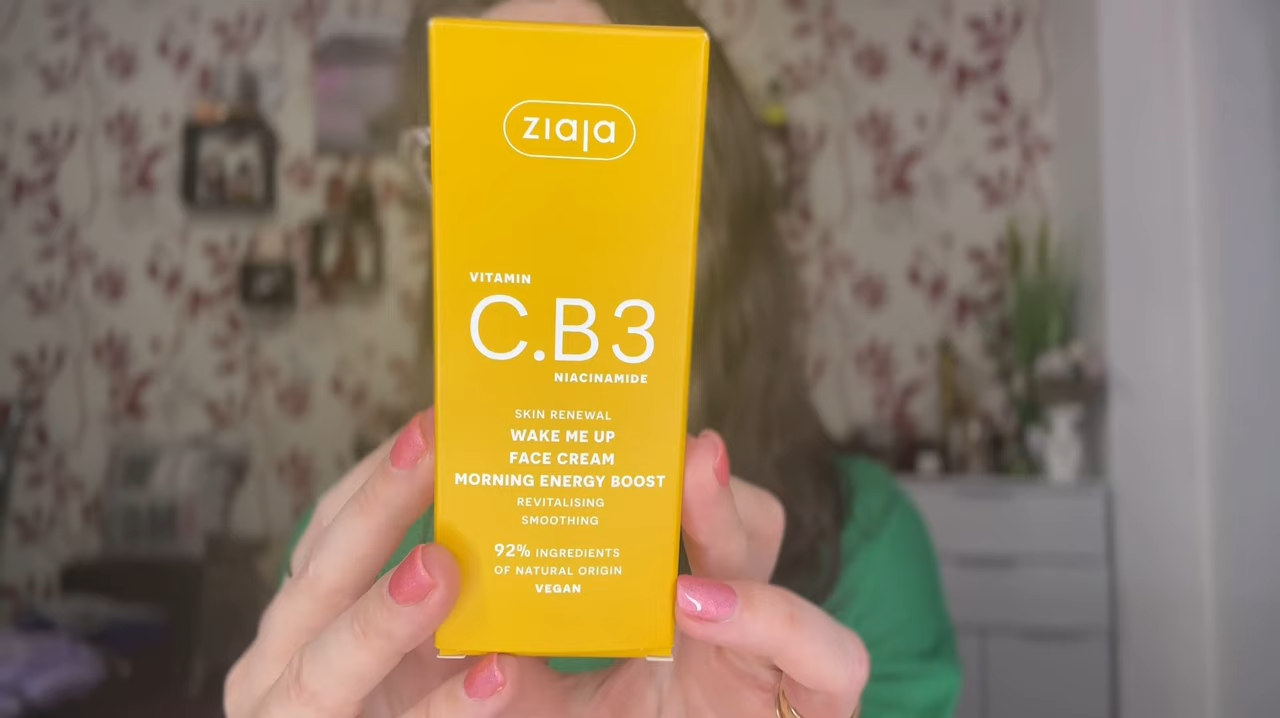 ziaja
VITAMIN
C.B3
NIACINAMIDE
SKIN RENEWAL
WAKE ME UP
FACE CREAM
MORNING ENERGY BOOST
REVITALISING
SMOOTHING
92% INGREDIENTS
OF NATURAL ORIGIN
VEGAN